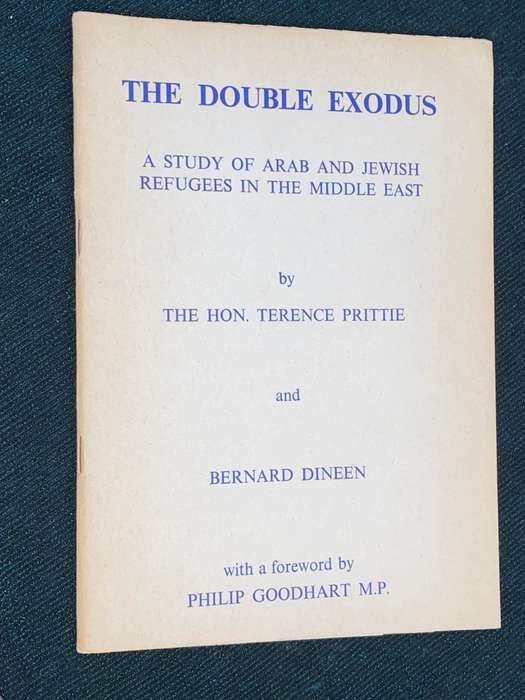 THE DOUBLE EXODUS
A STUDY OF ARAB AND JEWISH
REFUGEES IN THE MIDDLE EAST
by
THE HON. TERENCE PRITTIE
and
BERNARD DINEEN
with a foreword by
PHILIP GOODHART M.P.